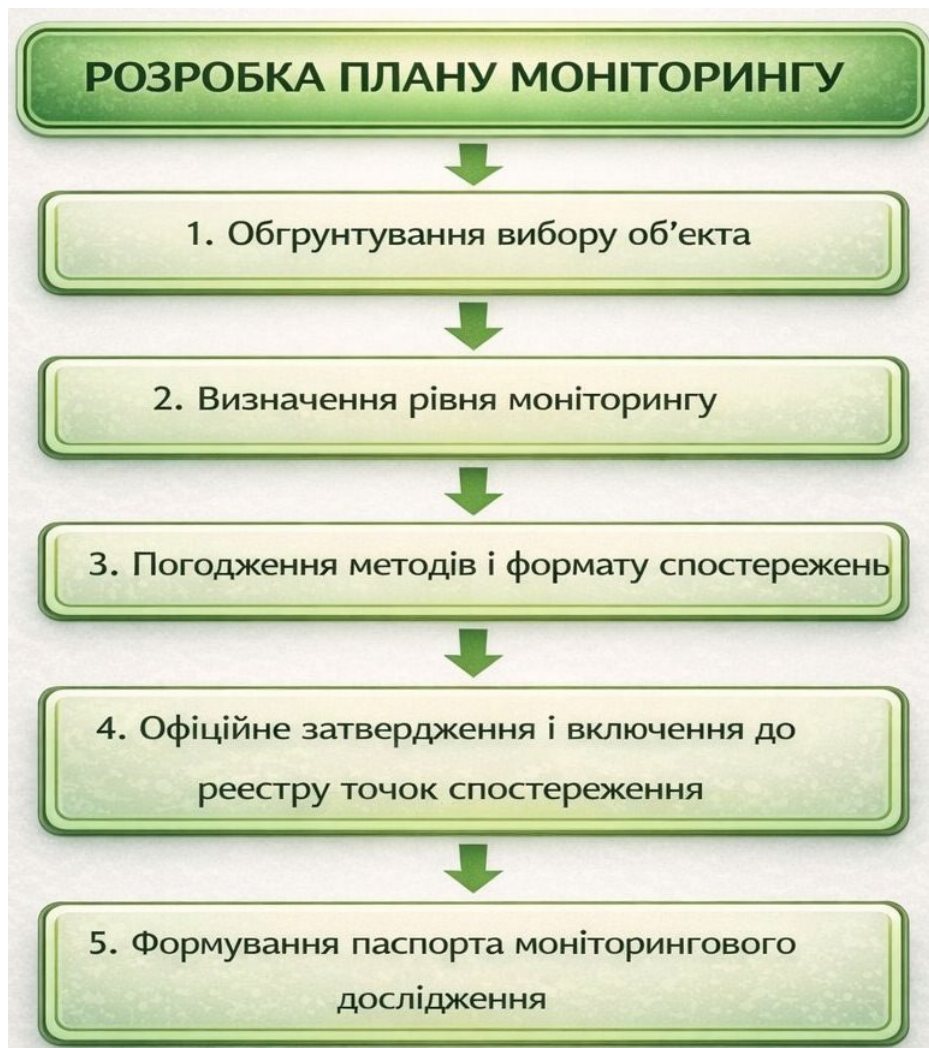 РОЗРОБКА ПЛАНУ МОНІТОРИНГУ
1. Обгрунтування вибору об’єкта
2. Визначення рівня моніторингу
3. Погодження методів і формату спостережень
4. Офіційне затвердження і включення до
реестру точок спостереження
5. Формування паспорта моніторингового
дослідження